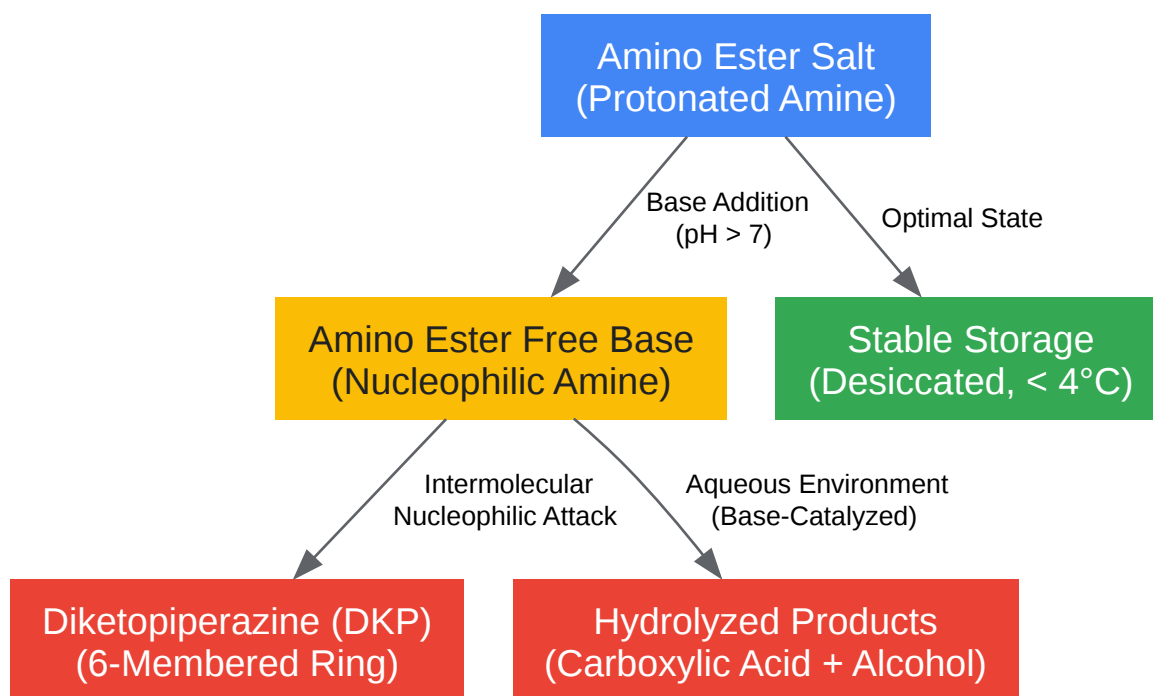 Amino Ester Salt
(Protonated Amine)
Base Addition
(pH > 7)
Optimal State
Amino Ester Free Base
(Nucleophilic Amine)
Stable Storage
(Desiccated, < 4°C)
Intermolecular
Nucleophilic Attack
Aqueous Environment
(Base-Catalyzed)
Diketopiperazine (DKP)
(6-Membered Ring)
Hydrolyzed Products
(Carboxylic Acid + Alcohol)